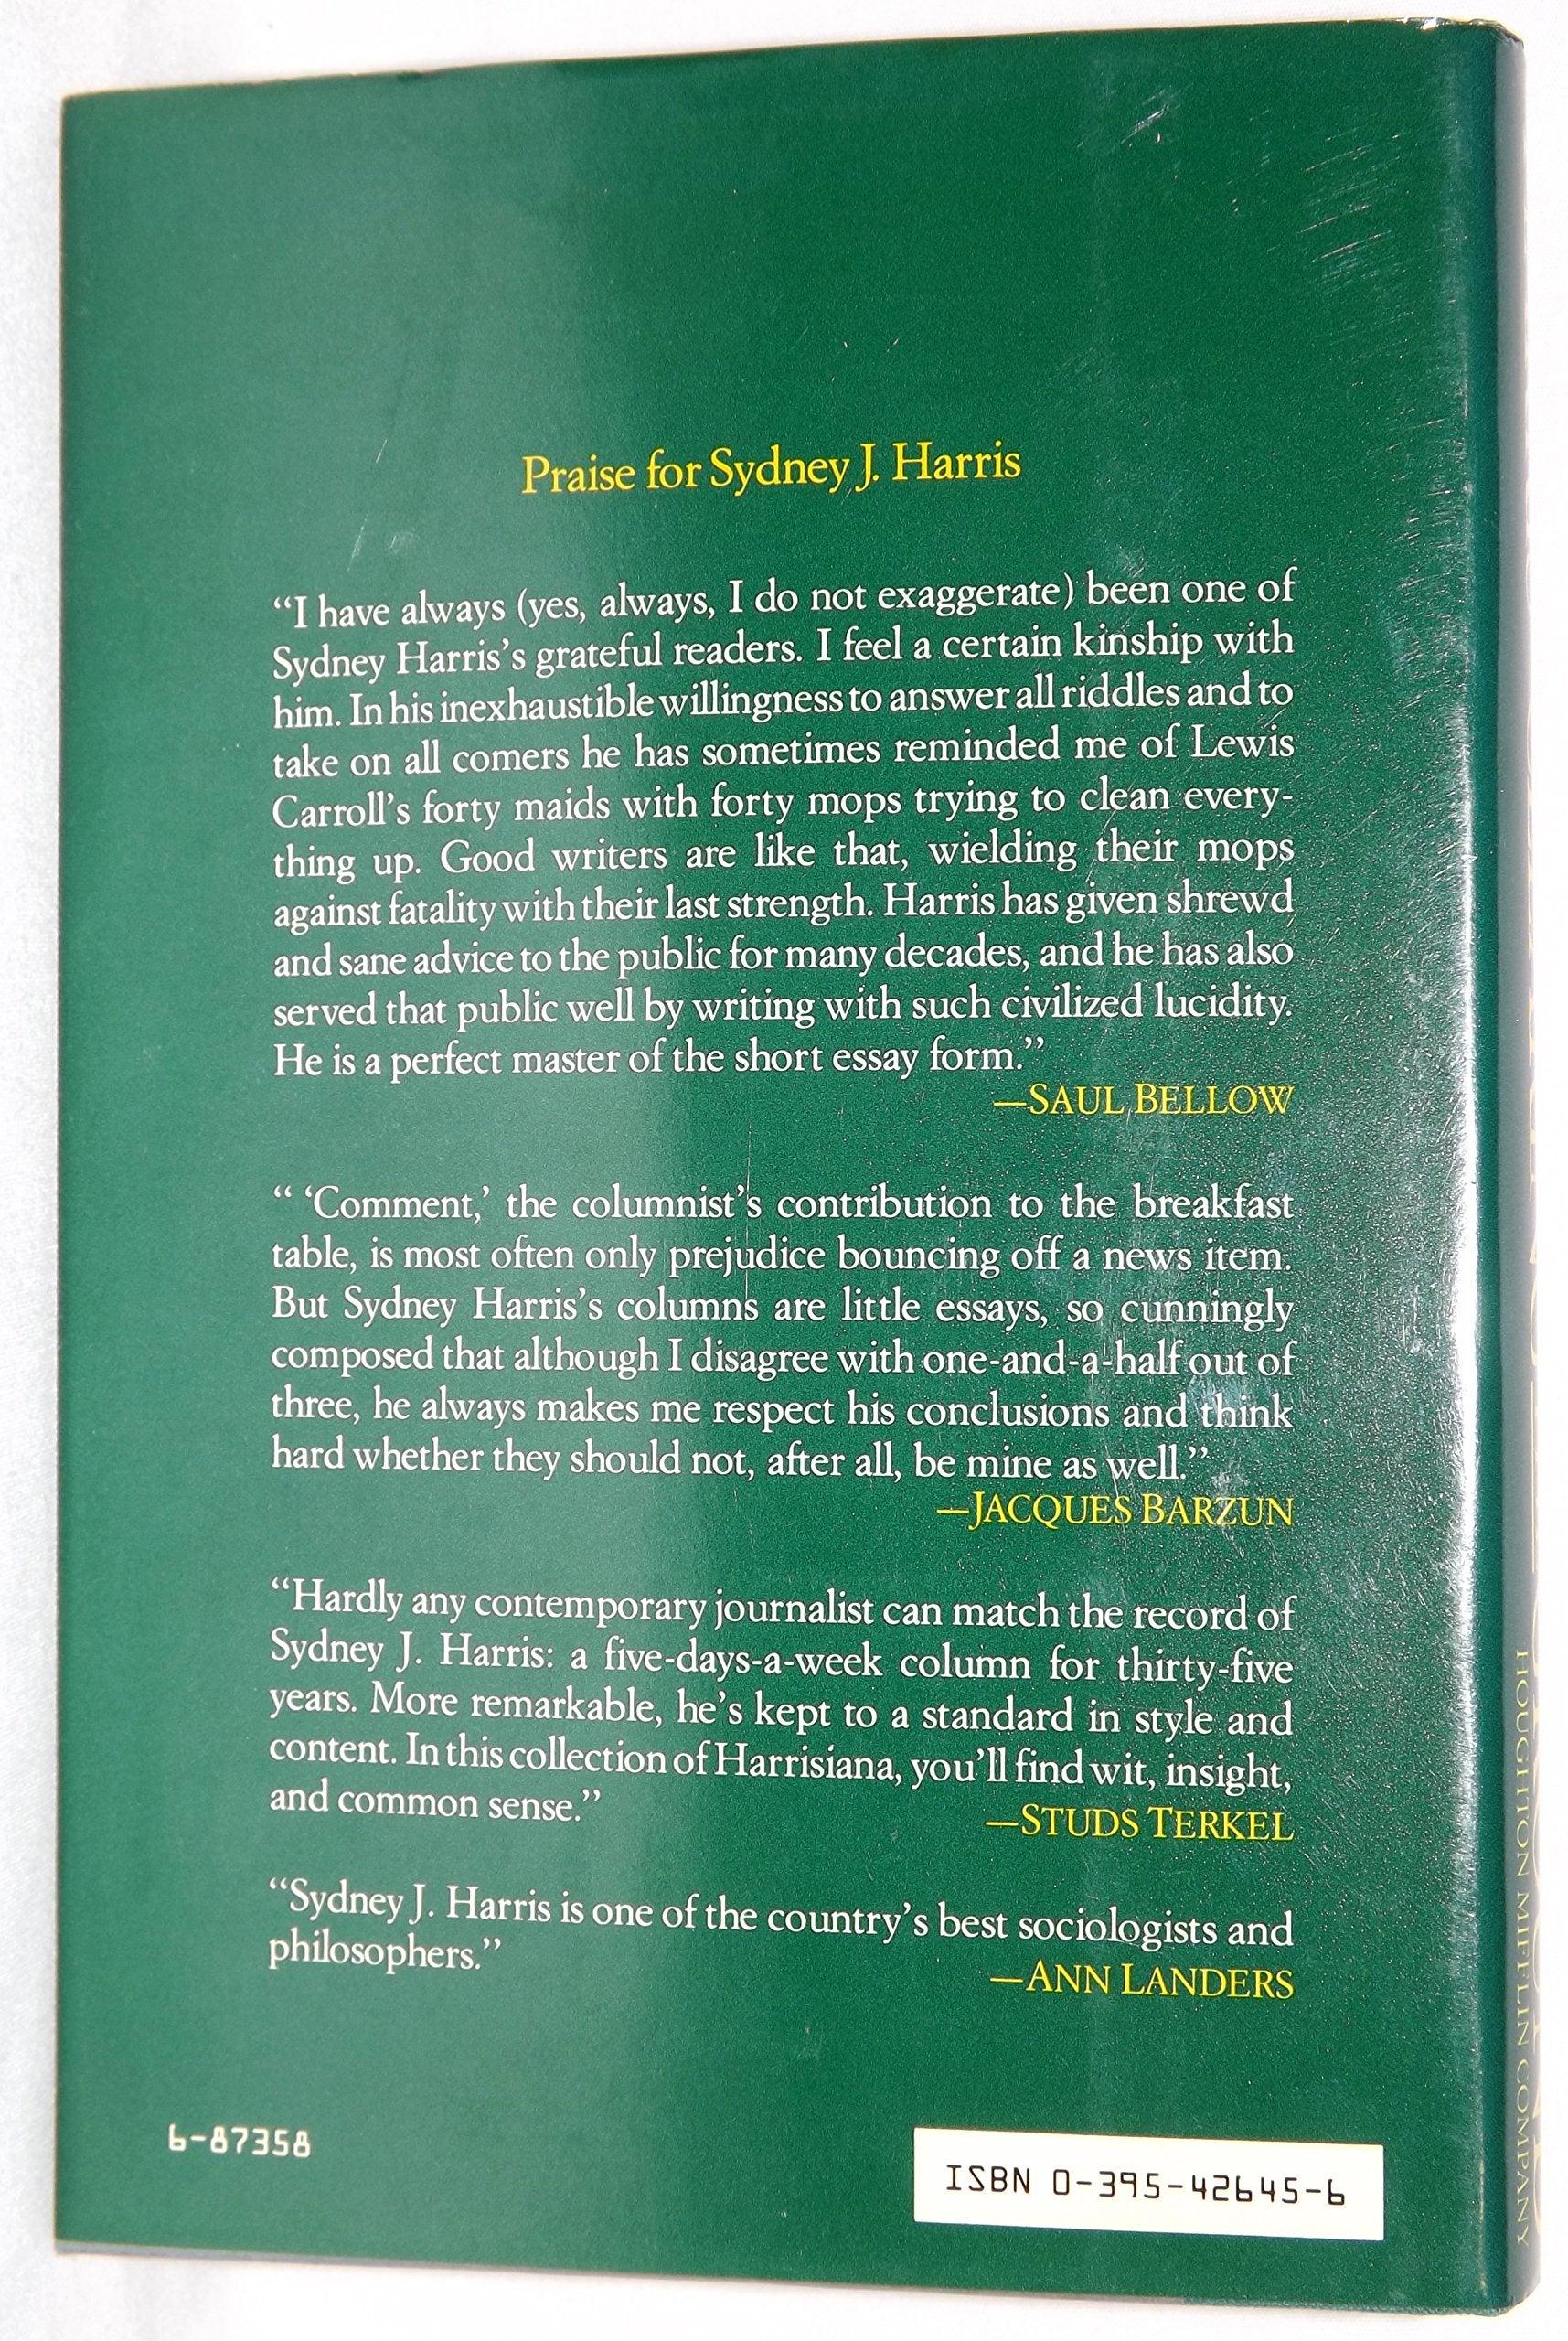 Praise for Sydney J. Harris
“I have always (yes, always, I do not exaggerate) been one of
Sydney Harris’s grateful readers. I feel a certain kinship with
him. In his inexhaustible willingness to answer all riddles and to
take on all comers he has sometimes reminded me of Lewis
Carroll’s forty maids with forty mops trying to clean every-
thing up. Good writers are like that, wielding their mops
against fatality with their last strength. Harris has given shrewd
and sane advice to the public for many decades, and he has also
served that public well by writing with such civilized lucidity.
He is a perfect master of the short essay form.”
—SAUL BELLOW
“ ‘Comment,’ the columnist’s contribution to the breakfast
table, is most often only prejudice bouncing off a news item.
But Sydney Harris’s columns are little essays, so cunningly
composed that although I disagree with one-and-a-half out of
three, he always makes me respect his conclusions and think
hard whether they should not, after all, be mine as well.”
—JACQUES BARZUN
“Hardly any contemporary journalist can match the record of
Sydney J. Harris: a five-days-a-week column for thirty-five
years. More remarkable, he’s kept to a standard in style and
content. In this collection of Harrisiana, you’ll find wit, insight,
and common sense.” —STUDS TERKEL
“Sydney J. Harris is one of the country’s best sociologists and
philosophers.” —ANN LANDERS
6-87358
ISBN 0-395-42645-6
HOUGHTON MIFFLIN COMPANY